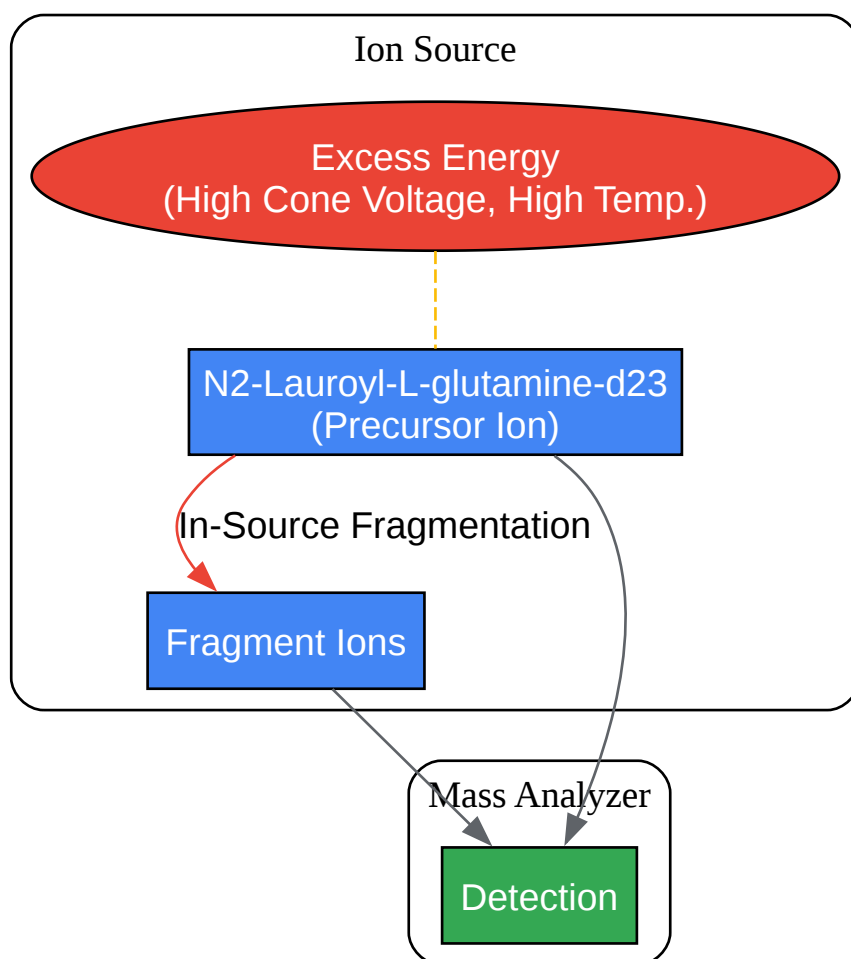 Ion Source
Excess Energy
(High Cone Voltage, High Temp.)
N2-Lauroyl-L-glutamine-d23
(Precursor Ion)
In-Source Fragmentation
Fragment Ions
Mass Analyzer
Detection